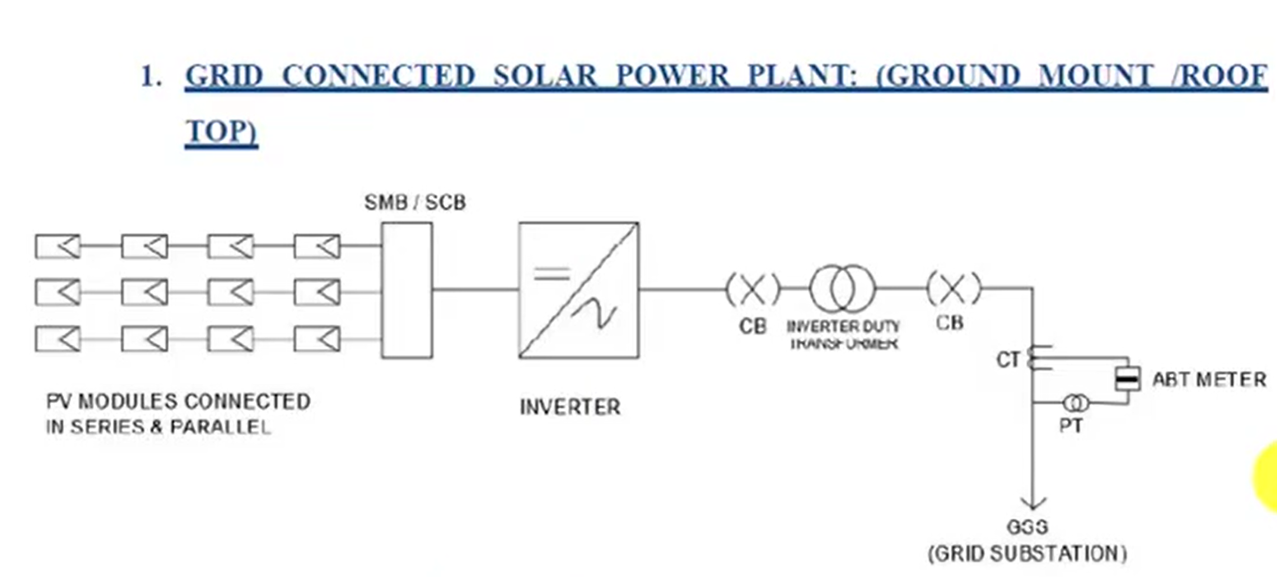 1. GRID CONNECTED SOLAR POWER PLANT: (GROUND MOUNT /ROOF
TOP)
SMB / SCB
CB
INVERTER DUTY
TRANSFORMER
CB
CT
ABT METER
PT
PV MODULES CONNECTED
IN SERIES & PARALLEL
INVERTER
GSS
(GRID SUBSTATION)